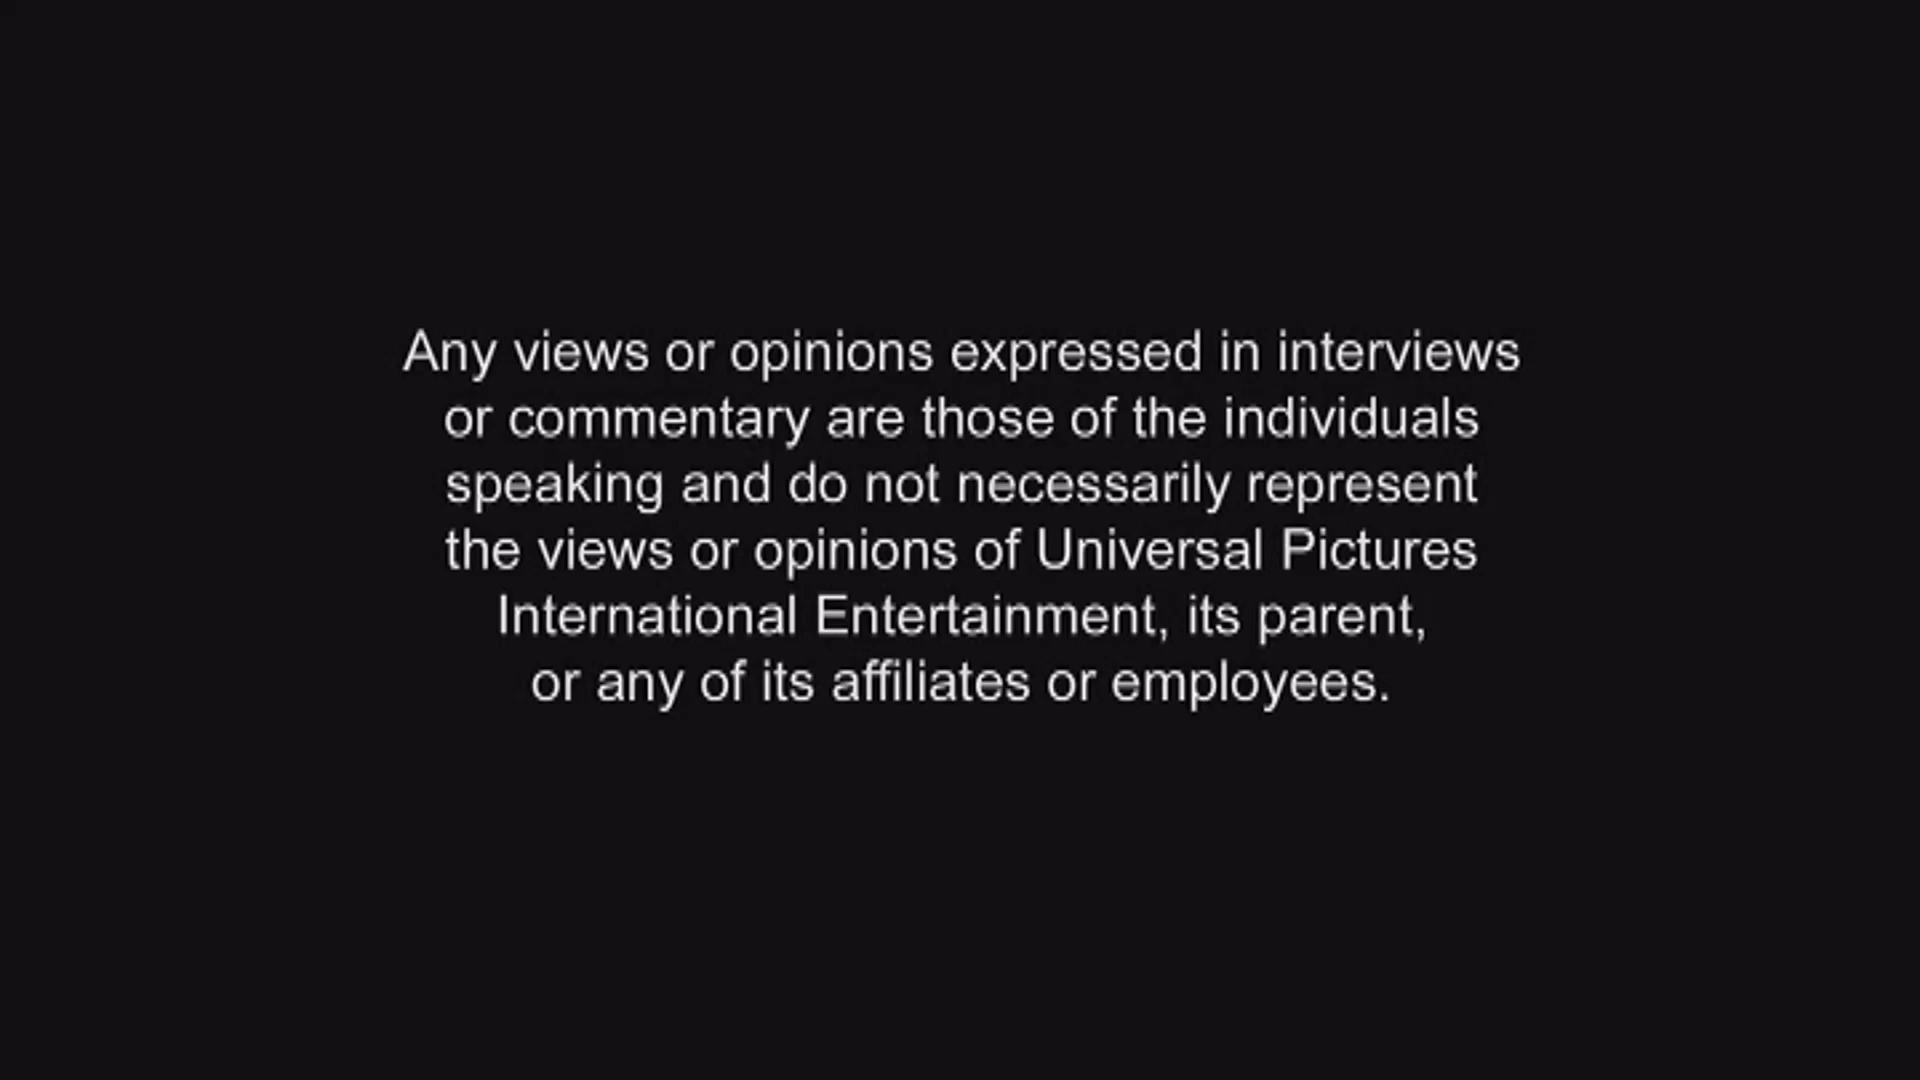 Any views or opinions expressed in interviews
or commentary are those of the individuals
speaking and do not necessarily represent
the views or opinions of Universal Pictures
International Entertainment, its parent,
or any of its affiliates or employees.